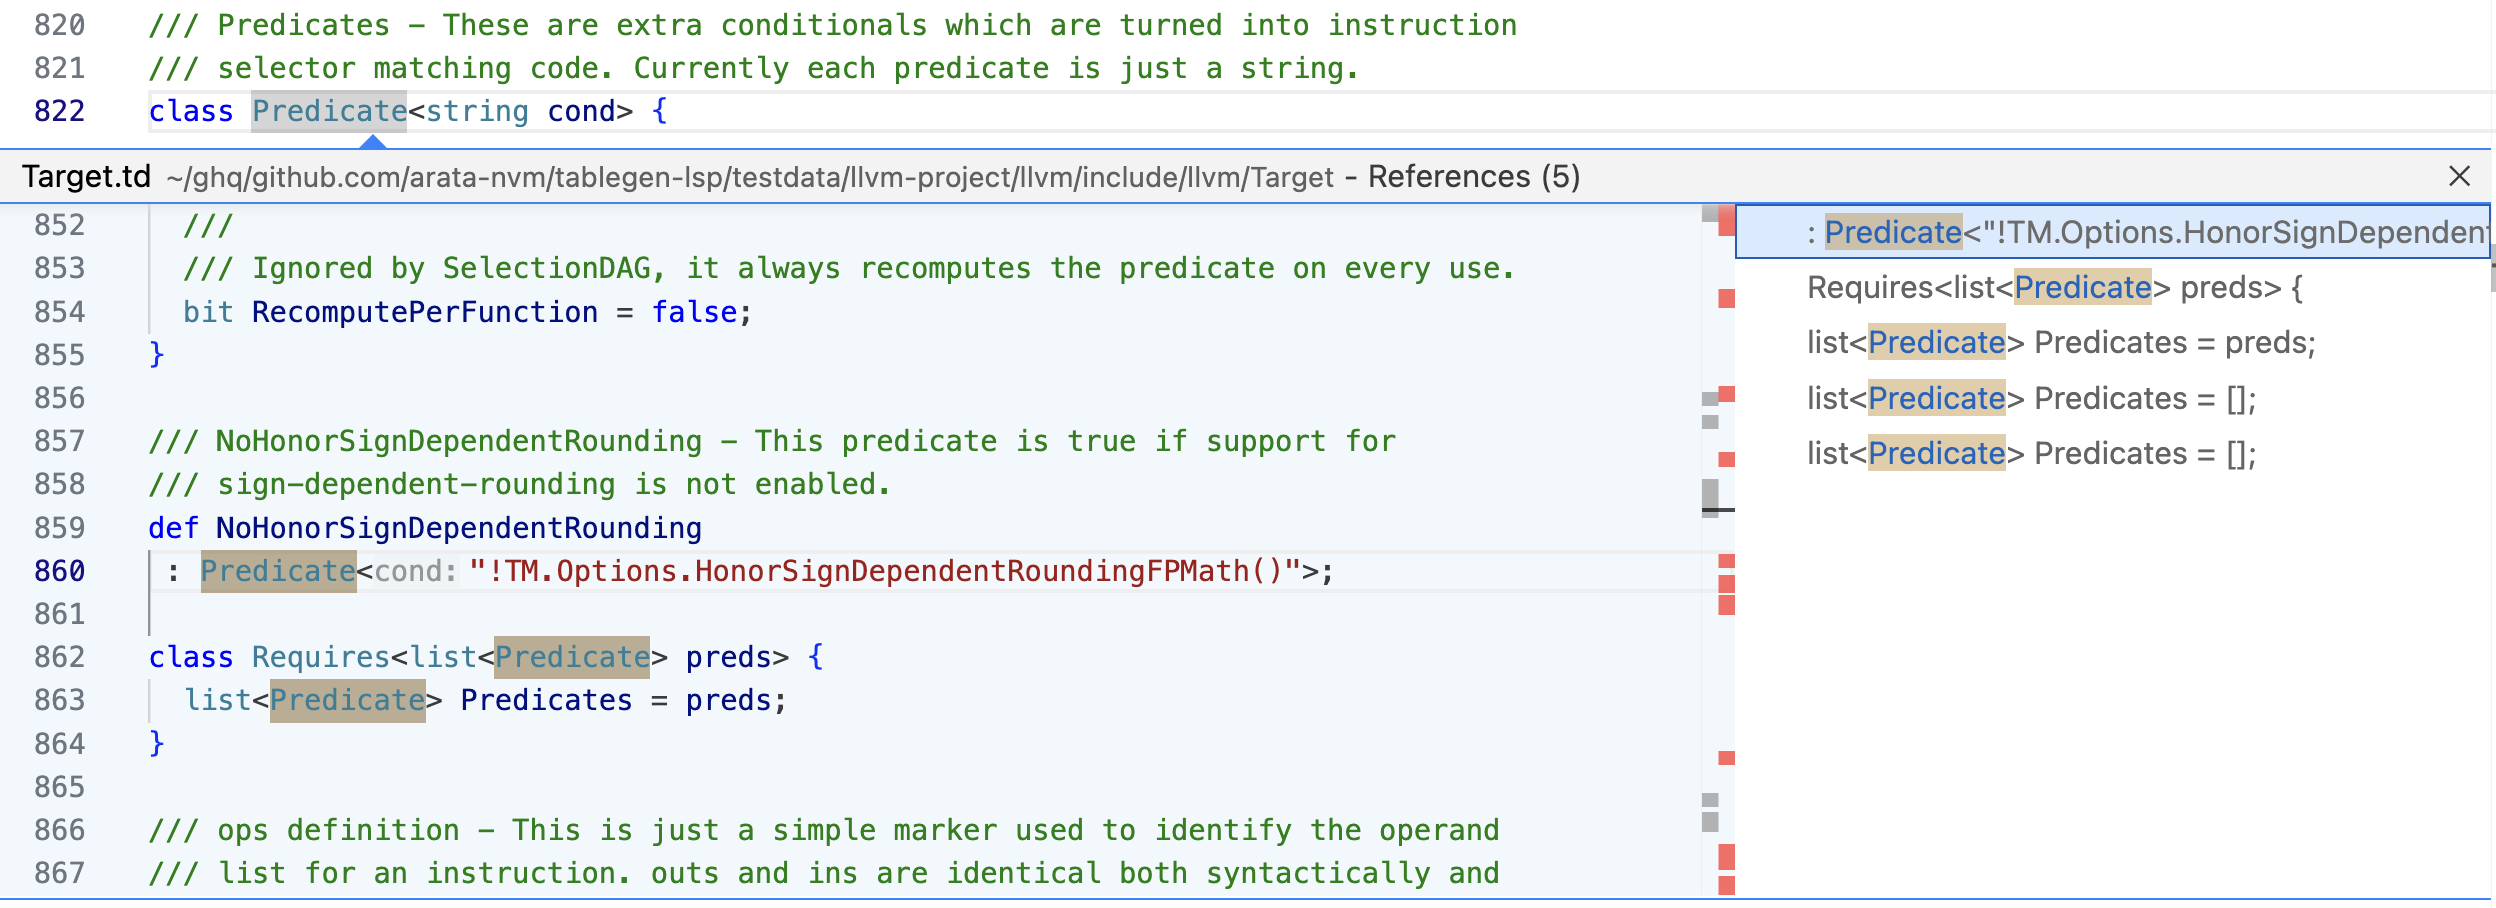 820 /// Predicates - These are extra conditionals which are turned into instruction
821 /// selector matching code. Currently each predicate is just a string.
822 class Predicate<string cond> {
Target.td ~/ghq/github.com/arata-nvm/tablegen-lsp/testdata/llvm-project/llvm/include/llvm/Target - References (5)
852 ///
853 /// Ignored by SelectionDAG, it always recomputes the predicate on every use.
854 bit RecomputePerFunction = false;
855 }
856
857 /// NoHonorSignDependentRounding - This predicate is true if support for
858 /// sign-dependent-rounding is not enabled.
859 def NoHonorSignDependentRounding
860 : Predicate<cond: "!TM.Options.HonorSignDependentRoundingFPMath()">;
861
862 class Requires<list<Predicate> preds> {
863 list<Predicate> Predicates = preds;
864 }
865
866 /// ops definition - This is just a simple marker used to identify the operand
867 /// list for an instruction. outs and ins are identical both syntactically and
: Predicate<"!TM.Options.HonorSignDependent
Requires<list<Predicate> preds> {
list<Predicate> Predicates = preds;
list<Predicate> Predicates = [];
list<Predicate> Predicates = [];